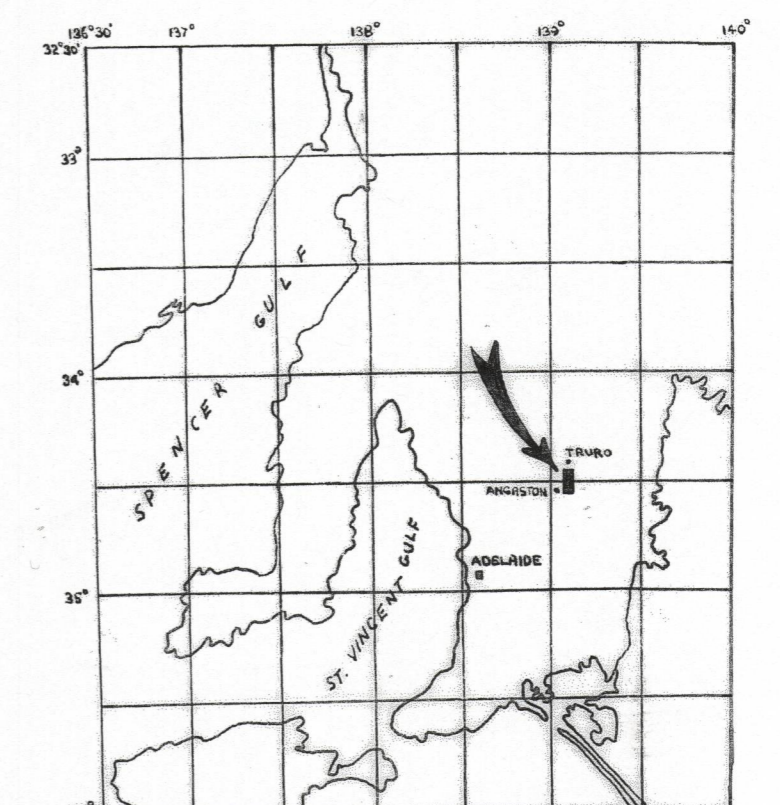 136°30' 137° 138° 139° 140°
32°30'
33°
SPENCER GULF
34°
TRURO
ANGASTON
ADELAIDE
ST. VINCENT GULF
35°